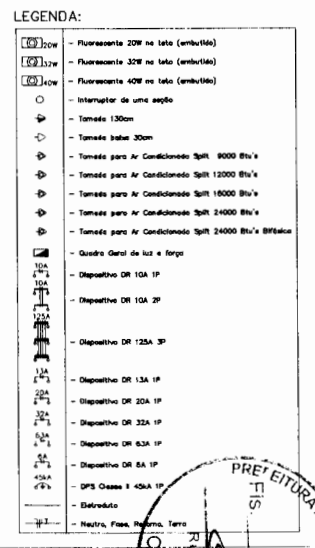 LEGENDA:
20W - Fluorescente 20W no teto (embutido)
32W - Fluorescente 32W no teto (embutido)
40W - Fluorescente 40W no teto (embutido)
- Interruptor de uma seção
- Tomada 130cm
- Tomada baixa 30cm
- Tomada para Ar Condicionado Split 9000 Btu's
- Tomada para Ar Condicionado Split 12000 Btu's
- Tomada para Ar Condicionado Split 18000 Btu's
- Tomada para Ar Condicionado Split 24000 Btu's
- Tomada para Ar Condicionado Split 24000 Btu's Bifásico
- Quadro Geral de luz e força
10A - Dispositivo DR 10A 1P
10A - Dispositivo DR 10A 2P
125A - Dispositivo DR 125A 3P
13A - Dispositivo DR 13A 1P
20A - Dispositivo DR 20A 1P
32A - Dispositivo DR 32A 1P
63A - Dispositivo DR 63A 1P
6A - Dispositivo DR 6A 1P
45kA - DPS Classe II 45kA 1P
- Eletroduto
- Neutro, Fase, Retorno, Terra
PREFEITURA
Fis